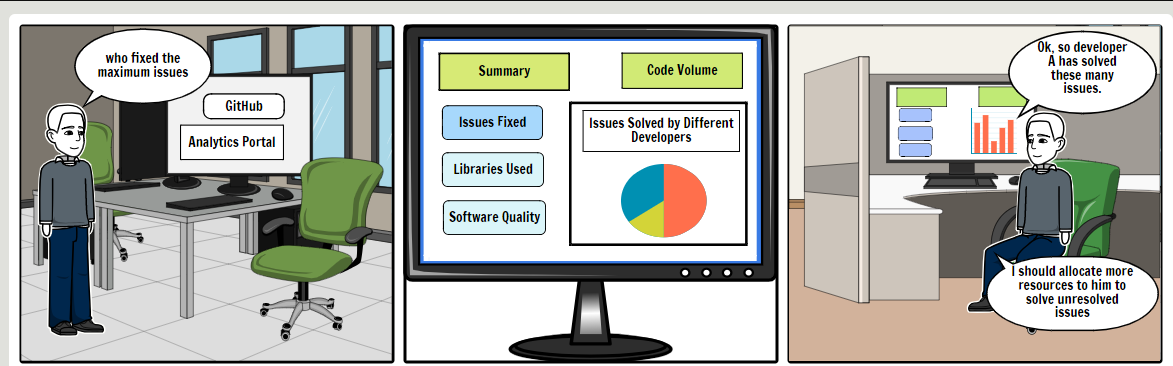 who fixed the
maximum issues
GitHub
Analytics Portal
Summary
Code Volume
Issues Fixed
Libraries Used
Software Quality
Issues Solved by Different
Developers
Ok, so developer
A has solved
these many
issues.
I should allocate more
resources to him to
solve unresolved
issues